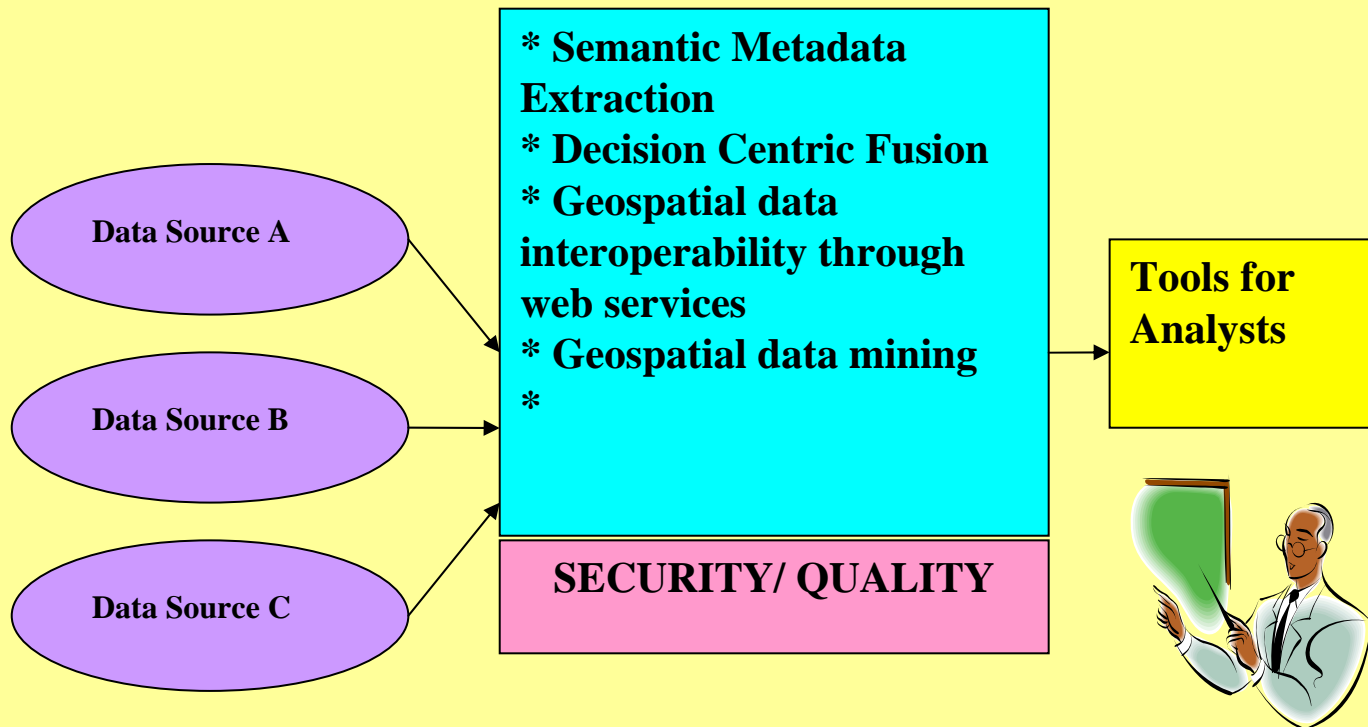 Data Source A
Data Source B
Data Source C
* Semantic Metadata
Extraction
* Decision Centric Fusion
* Geospatial data
interoperability through
web services
* Geospatial data mining
*
SECURITY/ QUALITY
Tools for
Analysts